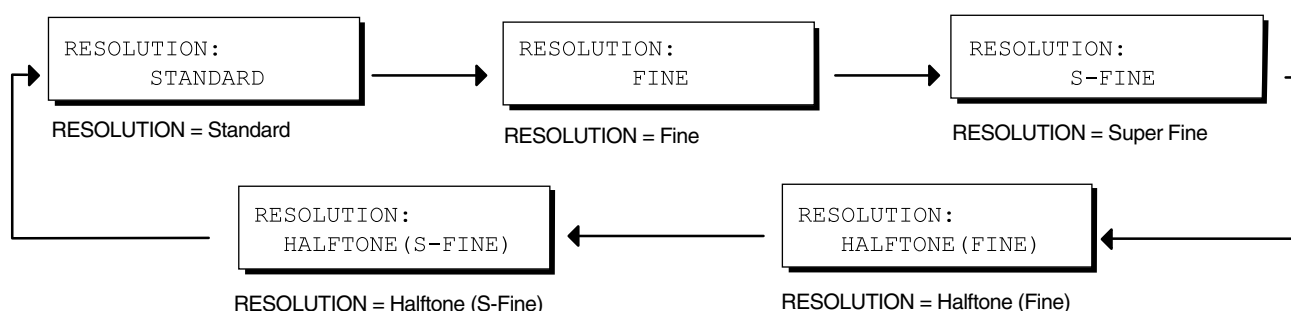 RESOLUTION:
STANDARD
RESOLUTION = Standard
RESOLUTION:
FINE
RESOLUTION = Fine
RESOLUTION:
S-FINE
RESOLUTION = Super Fine
RESOLUTION:
HALFTONE(S-FINE)
RESOLUTION = Halftone (S-Fine)
RESOLUTION:
HALFTONE(FINE)
RESOLUTION = Halftone (Fine)